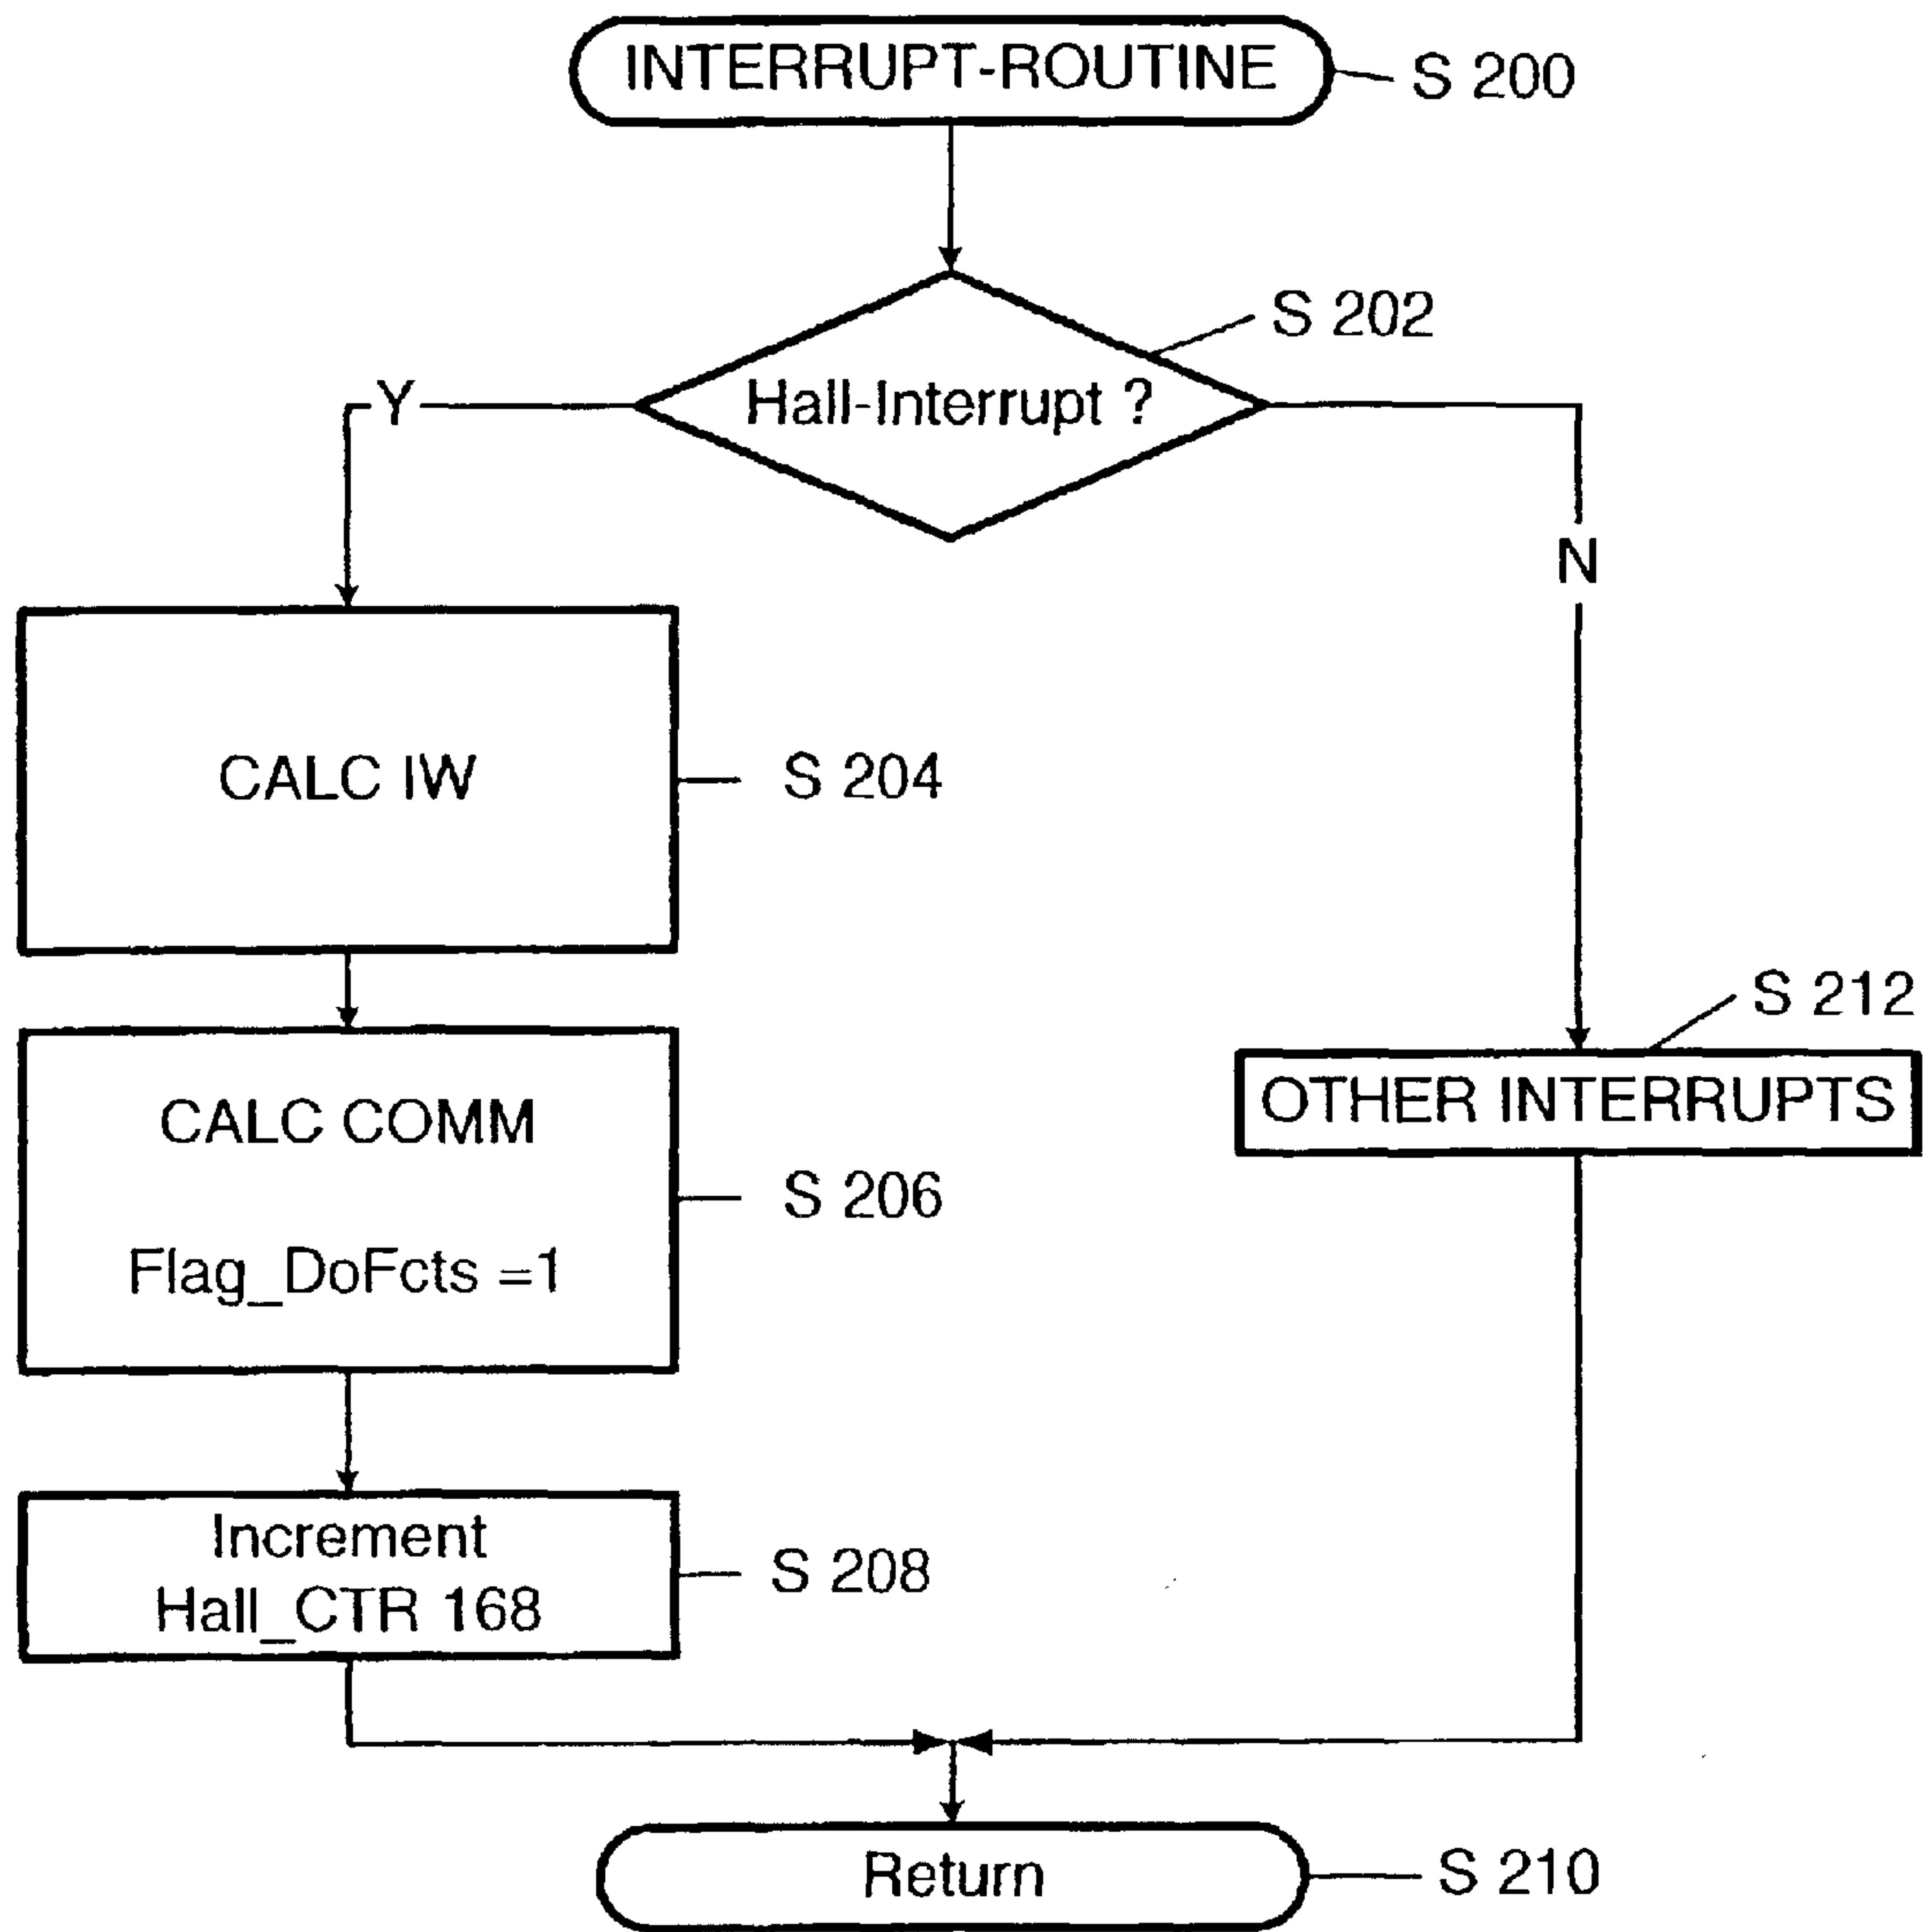 INTERRUPT-ROUTINE
S 200
S 202
Hall-Interrupt ?
Y
N
CALC IW
S 204
S 212
OTHER INTERRUPTS
CALC COMM
S 206
Flag_DoFcts =1
Increment
Hall_CTR 168
S 208
Return
S 210